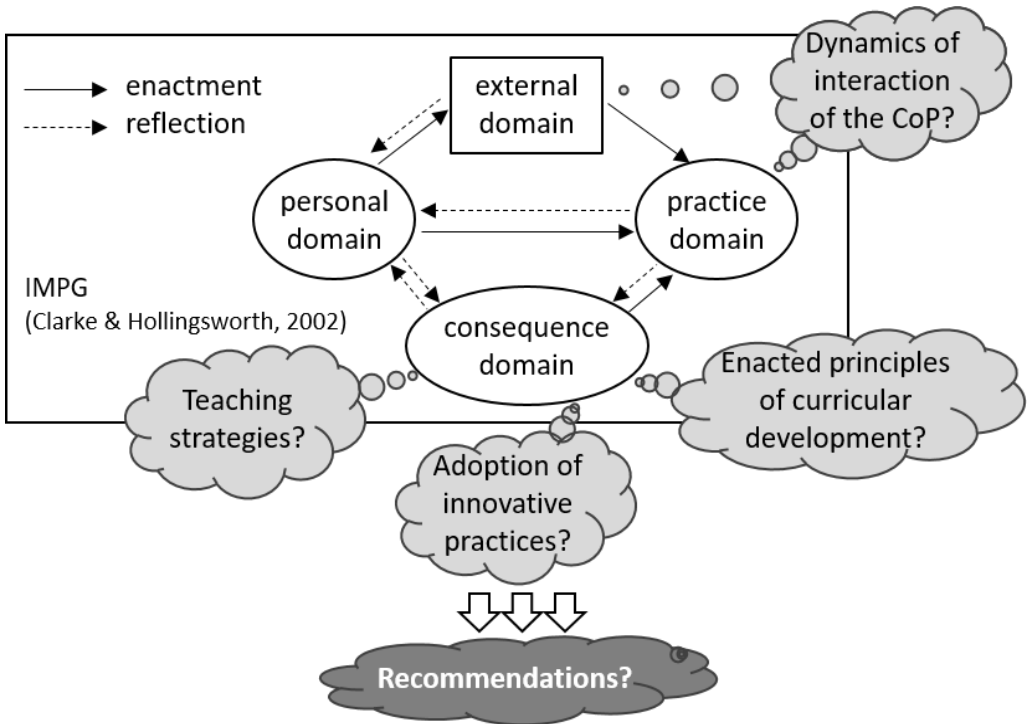 enactment
reflection
external
domain
Dynamics of
interaction
of the CoP?
personal
domain
practice
domain
IMPG
(Clarke & Hollingsworth, 2002)
consequence
domain
Teaching
strategies?
Enacted principles
of curricular
development?
Adoption of
innovative
practices?
Recommendations?